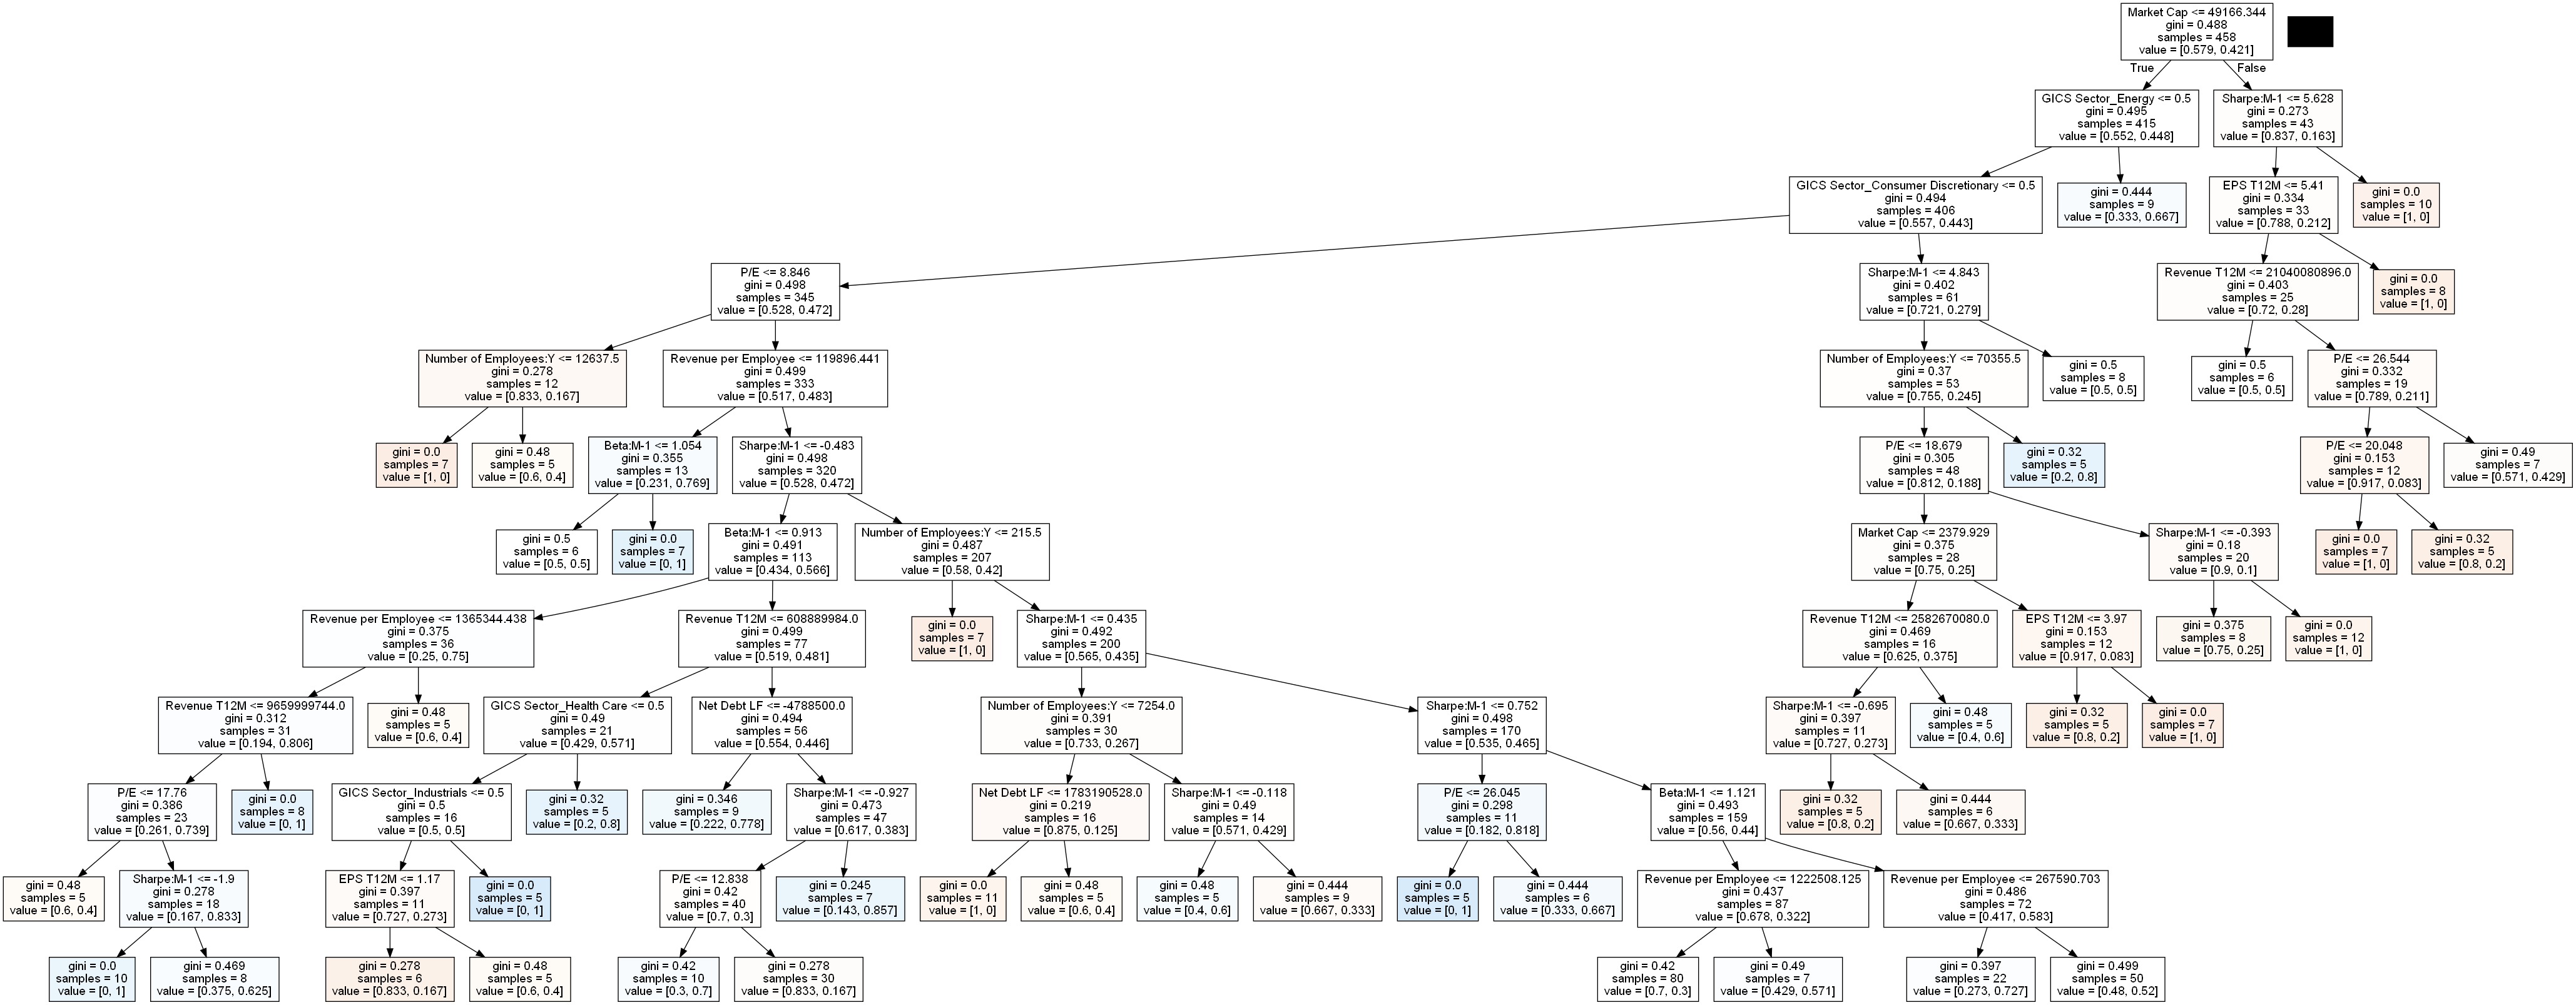 Market Cap <= 49166.344
gini = 0.488
samples = 458
value = [0.579, 0.421]
True
False
GICS Sector_Energy <= 0.5
gini = 0.495
samples = 415
value = [0.552, 0.448]
Sharpe:M-1 <= 5.628
gini = 0.273
samples = 43
value = [0.837, 0.163]
GICS Sector_Consumer Discretionary <= 0.5
gini = 0.494
samples = 406
value = [0.557, 0.443]
gini = 0.444
samples = 9
value = [0.333, 0.667]
EPS T12M <= 5.41
gini = 0.334
samples = 33
value = [0.788, 0.212]
gini = 0.0
samples = 10
value = [1, 0]
P/E <= 8.846
gini = 0.498
samples = 345
value = [0.528, 0.472]
Sharpe:M-1 <= 4.843
gini = 0.402
samples = 61
value = [0.721, 0.279]
Revenue T12M <= 21040080896.0
gini = 0.403
samples = 25
value = [0.72, 0.28]
gini = 0.0
samples = 8
value = [1, 0]
Number of Employees:Y <= 12637.5
gini = 0.278
samples = 12
value = [0.833, 0.167]
Revenue per Employee <= 119896.441
gini = 0.499
samples = 333
value = [0.517, 0.483]
Number of Employees:Y <= 70355.5
gini = 0.37
samples = 53
value = [0.755, 0.245]
gini = 0.5
samples = 8
value = [0.5, 0.5]
gini = 0.5
samples = 6
value = [0.5, 0.5]
P/E <= 26.544
gini = 0.332
samples = 19
value = [0.789, 0.211]
gini = 0.0
samples = 7
value = [1, 0]
gini = 0.48
samples = 5
value = [0.6, 0.4]
Beta:M-1 <= 1.054
gini = 0.355
samples = 13
value = [0.231, 0.769]
Sharpe:M-1 <= -0.483
gini = 0.498
samples = 320
value = [0.528, 0.472]
P/E <= 18.679
gini = 0.305
samples = 48
value = [0.812, 0.188]
gini = 0.32
samples = 5
value = [0.2, 0.8]
P/E <= 20.048
gini = 0.153
samples = 12
value = [0.917, 0.083]
gini = 0.49
samples = 7
value = [0.571, 0.429]
gini = 0.5
samples = 6
value = [0.5, 0.5]
gini = 0.0
samples = 7
value = [0, 1]
Beta:M-1 <= 0.913
gini = 0.491
samples = 113
value = [0.434, 0.566]
Number of Employees:Y <= 215.5
gini = 0.487
samples = 207
value = [0.58, 0.42]
Market Cap <= 2379.929
gini = 0.375
samples = 28
value = [0.75, 0.25]
Sharpe:M-1 <= -0.393
gini = 0.18
samples = 20
value = [0.9, 0.1]
gini = 0.0
samples = 7
value = [1, 0]
gini = 0.32
samples = 5
value = [0.8, 0.2]
Revenue per Employee <= 1365344.438
gini = 0.375
samples = 36
value = [0.25, 0.75]
Revenue T12M <= 608889984.0
gini = 0.499
samples = 77
value = [0.519, 0.481]
gini = 0.0
samples = 7
value = [1, 0]
Sharpe:M-1 <= 0.435
gini = 0.492
samples = 200
value = [0.565, 0.435]
Revenue T12M <= 2582670080.0
gini = 0.469
samples = 16
value = [0.625, 0.375]
EPS T12M <= 3.97
gini = 0.153
samples = 12
value = [0.917, 0.083]
gini = 0.375
samples = 8
value = [0.75, 0.25]
gini = 0.0
samples = 12
value = [1, 0]
Revenue T12M <= 9659999744.0
gini = 0.312
samples = 31
value = [0.194, 0.806]
gini = 0.48
samples = 5
value = [0.6, 0.4]
GICS Sector_Health Care <= 0.5
gini = 0.49
samples = 21
value = [0.429, 0.571]
Net Debt LF <= -4788500.0
gini = 0.494
samples = 56
value = [0.554, 0.446]
Number of Employees:Y <= 7254.0
gini = 0.391
samples = 30
value = [0.733, 0.267]
Sharpe:M-1 <= 0.752
gini = 0.498
samples = 170
value = [0.535, 0.465]
Sharpe:M-1 <= -0.695
gini = 0.397
samples = 11
value = [0.727, 0.273]
gini = 0.48
samples = 5
value = [0.4, 0.6]
gini = 0.32
samples = 5
value = [0.8, 0.2]
gini = 0.0
samples = 7
value = [1, 0]
P/E <= 17.76
gini = 0.386
samples = 23
value = [0.261, 0.739]
gini = 0.0
samples = 8
value = [0, 1]
GICS Sector_Industrials <= 0.5
gini = 0.5
samples = 16
value = [0.5, 0.5]
gini = 0.32
samples = 5
value = [0.2, 0.8]
gini = 0.346
samples = 9
value = [0.222, 0.778]
Sharpe:M-1 <= -0.927
gini = 0.473
samples = 47
value = [0.617, 0.383]
Net Debt LF <= 1783190528.0
gini = 0.219
samples = 16
value = [0.875, 0.125]
Sharpe:M-1 <= -0.118
gini = 0.49
samples = 14
value = [0.571, 0.429]
P/E <= 26.045
gini = 0.298
samples = 11
value = [0.182, 0.818]
Beta:M-1 <= 1.121
gini = 0.493
samples = 159
value = [0.56, 0.44]
gini = 0.32
samples = 5
value = [0.8, 0.2]
gini = 0.444
samples = 6
value = [0.667, 0.333]
gini = 0.48
samples = 5
value = [0.6, 0.4]
Sharpe:M-1 <= -1.9
gini = 0.278
samples = 18
value = [0.167, 0.833]
EPS T12M <= 1.17
gini = 0.397
samples = 11
value = [0.727, 0.273]
gini = 0.0
samples = 5
value = [0, 1]
P/E <= 12.838
gini = 0.42
samples = 40
value = [0.7, 0.3]
gini = 0.245
samples = 7
value = [0.143, 0.857]
gini = 0.0
samples = 11
value = [1, 0]
gini = 0.48
samples = 5
value = [0.6, 0.4]
gini = 0.48
samples = 5
value = [0.4, 0.6]
gini = 0.444
samples = 9
value = [0.667, 0.333]
gini = 0.0
samples = 5
value = [0, 1]
gini = 0.444
samples = 6
value = [0.333, 0.667]
Revenue per Employee <= 1222508.125
gini = 0.437
samples = 87
value = [0.678, 0.322]
Revenue per Employee <= 267590.703
gini = 0.486
samples = 72
value = [0.417, 0.583]
gini = 0.0
samples = 10
value = [0, 1]
gini = 0.469
samples = 8
value = [0.375, 0.625]
gini = 0.278
samples = 6
value = [0.833, 0.167]
gini = 0.48
samples = 5
value = [0.6, 0.4]
gini = 0.42
samples = 10
value = [0.3, 0.7]
gini = 0.278
samples = 30
value = [0.833, 0.167]
gini = 0.42
samples = 80
value = [0.7, 0.3]
gini = 0.49
samples = 7
value = [0.429, 0.571]
gini = 0.397
samples = 22
value = [0.273, 0.727]
gini = 0.499
samples = 50
value = [0.48, 0.52]